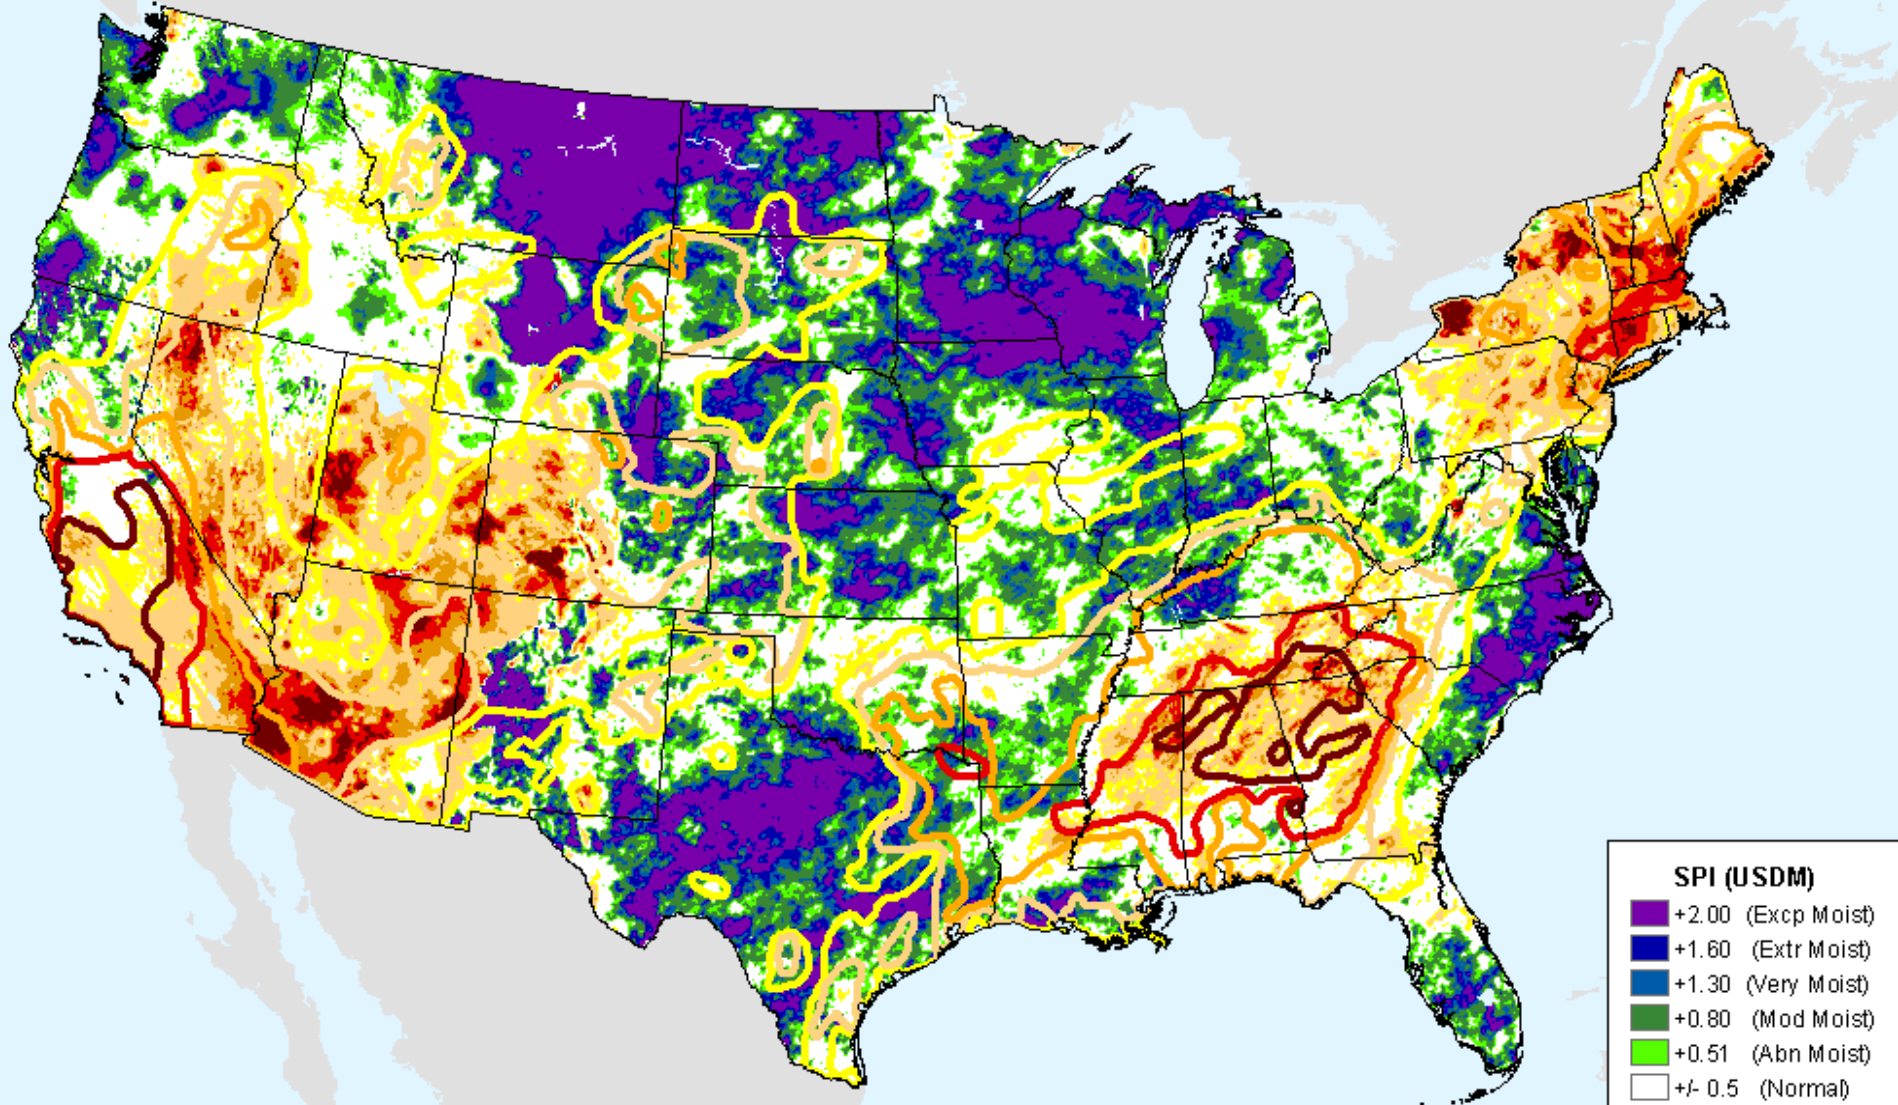 SPI (USDM)
+2.00 (Excp Moist)
+1.60 (Extr Moist)
+1.30 (Very Moist)
+0.80 (Mod Moist)
+0.51 (Abn Moist)
+/- 0.5 (Normal)